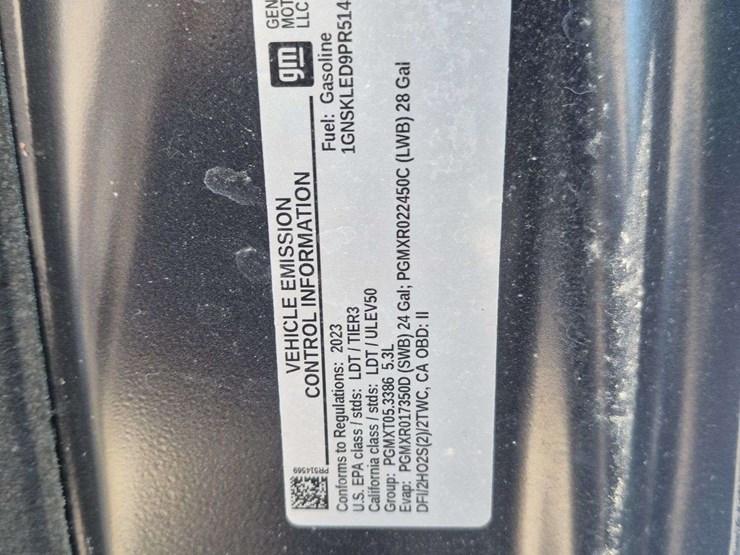 PR514569
VEHICLE EMISSION
CONTROL INFORMATION
gm
GEN
MOT
LLC
Conforms to Regulations: 2023
Fuel: Gasoline
U.S. EPA class / stds: LDT / TIER3
1GNSKLED9PR514
California class / stds: LDT / ULEV50
Group: PGMXT05.3386 5.3L
Evap: PGMXR017350D (SWB) 24 Gal; PGMXR022450C (LWB) 28 Gal
DFI/2HO2S(2)/2TWC, CA OBD: II